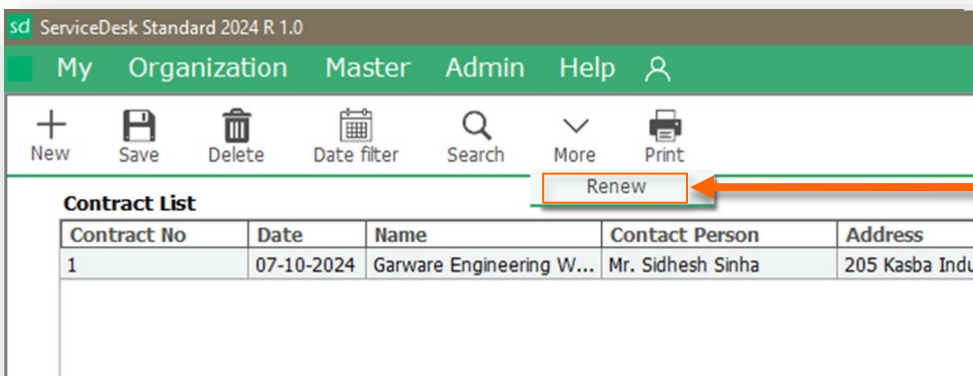 sd ServiceDesk Standard 2024 R 1.0
My Organization Master Admin Help
New Save Delete Date filter Search More Print
Renew
Contract List
Contract No Date Name Contact Person Address
1 07-10-2024 Garware Engineering W... Mr. Sidhesh Sinha 205 Kasba Indu